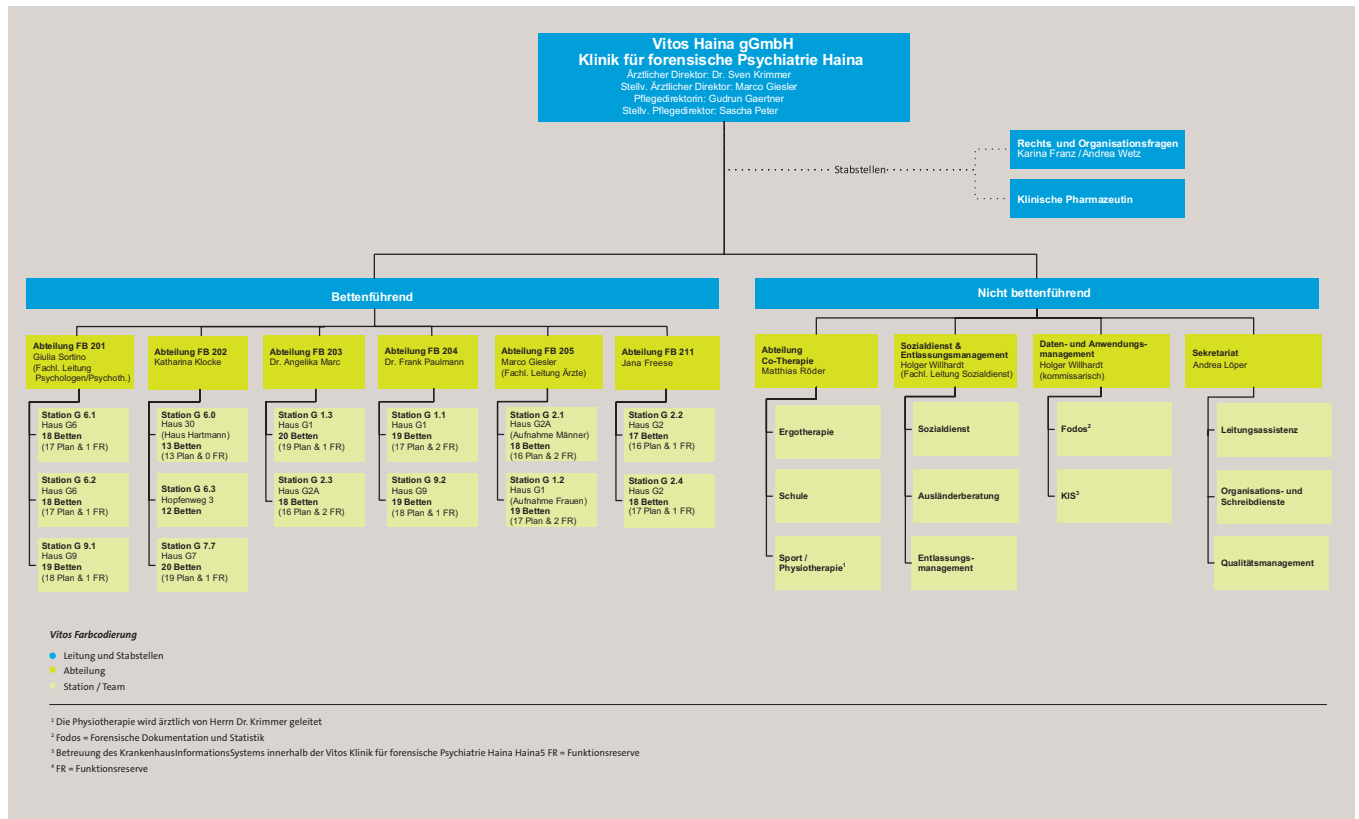 Vitos Haina gGmbH
Klinik für forensische Psychiatrie Haina
Ärztlicher Direktor: Dr. Sven Krimmer
Stellv. Ärztlicher Direktor: Marco Giesler
Pflegedirektorin: Gudrun Gaertner
Stellv. Pflegedirektor: Sascha Peter
Stabstellen
Rechts und Organisationsfragen
Karina Franz / Andrea Wetz
Klinische Pharmazeutin
Bettenführend
Nicht bettenführend
Abteilung FB 201
Giulia Sortino
(Fachl. Leitung
Psychologen/Psychoth.)
Station G 6.1
Haus G6
18 Betten
(17 Plan & 1 FR)
Station G 6.2
Haus G6
18 Betten
(17 Plan & 1 FR)
Station G 9.1
Haus G9
19 Betten
(18 Plan & 1 FR)
Abteilung FB 202
Katharina Klocke
Station G 6.0
Haus 30
(Haus Hartmann)
13 Betten
(13 Plan & 0 FR)
Station G 6.3
Hopfenweg 3
12 Betten
Station G 7.7
Haus G7
20 Betten
(19 Plan & 1 FR)
Abteilung FB 203
Dr. Angelika Marc
Station G 1.3
Haus G1
20 Betten
(19 Plan & 1 FR)
Station G 2.3
Haus G2A
18 Betten
(16 Plan & 2 FR)
Abteilung FB 204
Dr. Frank Paulmann
Station G 1.1
Haus G1
19 Betten
(17 Plan & 2 FR)
Station G 9.2
Haus G9
19 Betten
(18 Plan & 1 FR)
Abteilung FB 205
Marco Giesler
(Fachl. Leitung Ärzte)
Station G 2.1
Haus G2A
(Aufnahme Männer)
18 Betten
(16 Plan & 2 FR)
Station G 1.2
Haus G1
(Aufnahme Frauen)
19 Betten
(17 Plan & 2 FR)
Abteilung FB 211
Jana Freese
Station G 2.2
Haus G2
17 Betten
(16 Plan & 1 FR)
Station G 2.4
Haus G2
18 Betten
(17 Plan & 1 FR)
Abteilung
Co-Therapie
Matthias Röder
Ergotherapie
Schule
Sport /
Physiotherapie¹
Sozialdienst &
Entlassungsmanagement
Holger Willhardt
(Fachl. Leitung Sozialdienst)
Sozialdienst
Ausländerberatung
Entlassungs-
management
Daten- und Anwendungs-
management
Holger Willhardt
(kommissarisch)
Fodos²
KIS³
Sekretariat
Andrea Löper
Leitungsassistenz
Organisations- und
Schreibdienste
Qualitätsmanagement
Vitos Farbcodierung
Leitung und Stabstellen
Abteilung
Station / Team
¹ Die Physiotherapie wird ärztlich von Herrn Dr. Krimmer geleitet
² Fodos = Forensische Dokumentation und Statistik
³ Betreuung des KrankenhausInformationsSystems innerhalb der Vitos Klinik für forensische Psychiatrie Haina Haina5 FR = Funktionsreserve
⁴ FR = Funktionsreserve